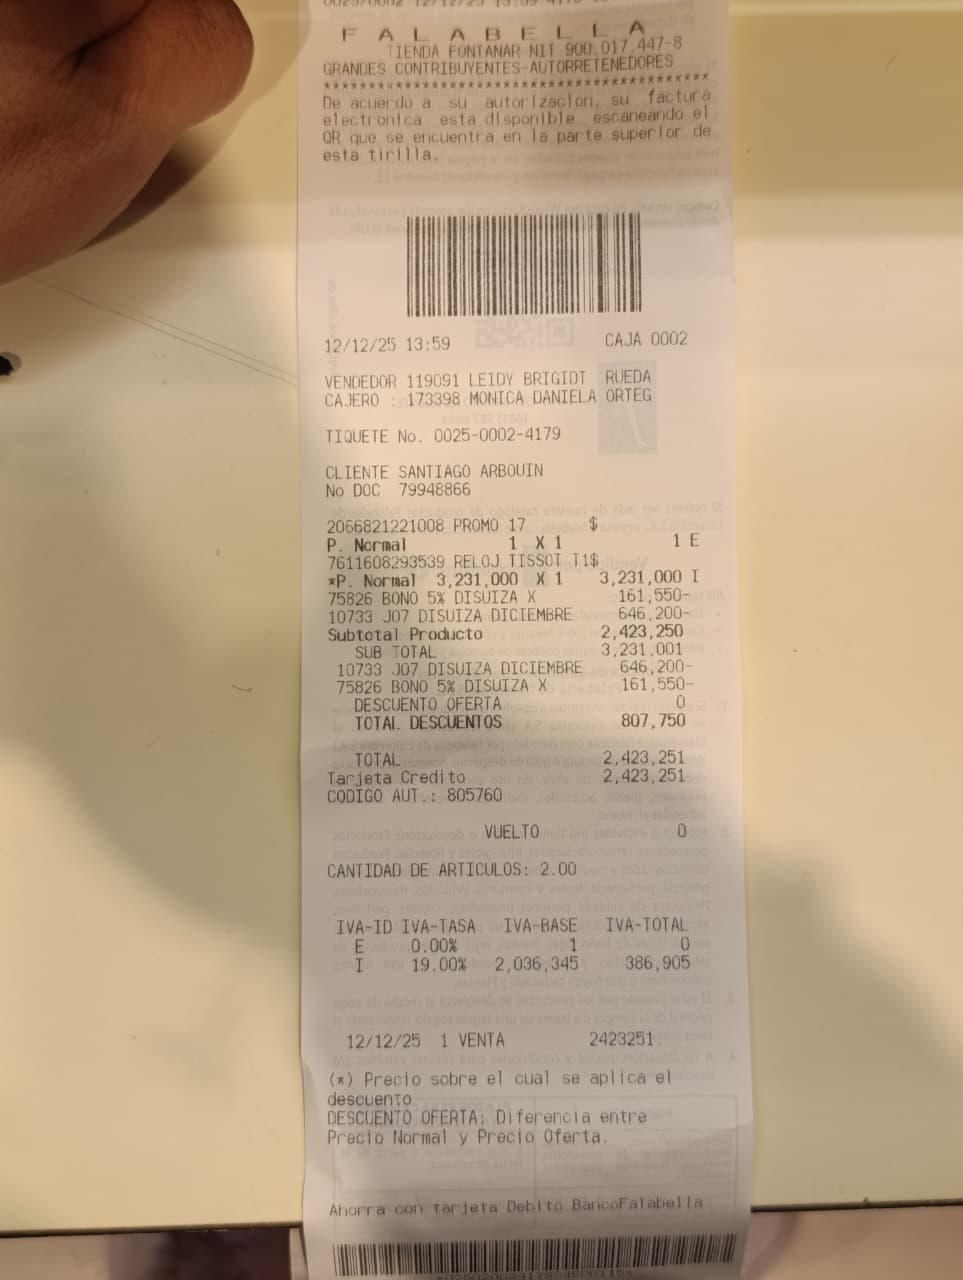 F A L A B E L L A
TIENDA FONTANAR NIT 900.017.447-8
GRANDES CONTRIBUYENTES-AUTORRETENEDORES
******************************************
De acuerdo a su autorizacion, su factura
electronica esta disponible escaneando el
QR que se encuentra en la parte superior de
esta tirilla.
12/12/25 13:59 CAJA 0002
VENDEDOR 119091 LEIDY BRIGIDT RUEDA
CAJERO : 173398 MONICA DANIELA ORTEG
TIQUETE No. 0025-0002-4179
CLIENTE SANTIAGO ARBOUIN
No DOC 79948866
2066821221008 PROMO 17 $
P. Normal 1 X 1 1 E
7611608293539 RELOJ TISSOT T1$
*P. Normal 3,231,000 X 1 3,231,000 I
75826 BONO 5% DISUIZA X 161,550-
10733 J07 DISUIZA DICIEMBRE 646,200-
Subtotal Producto 2,423,250
SUB TOTAL 3,231,001
10733 J07 DISUIZA DICIEMBRE 646,200-
75826 BONO 5% DISUIZA X 161,550-
DESCUENTO OFERTA 0
TOTAL DESCUENTOS 807,750
TOTAL 2,423,251
Tarjeta Credito 2,423,251
CODIGO AUT.: 805760
VUELTO 0
CANTIDAD DE ARTICULOS: 2.00
IVA-ID IVA-TASA IVA-BASE IVA-TOTAL
E 0.00% 1 0
I 19.00% 2,036,345 386,905
12/12/25 1 VENTA 2423251
(*) Precio sobre el cual se aplica el
descuento
DESCUENTO OFERTA: Diferencia entre
Precio Normal y Precio Oferta.
Ahorra con tarjeta Debito BancoFalabella